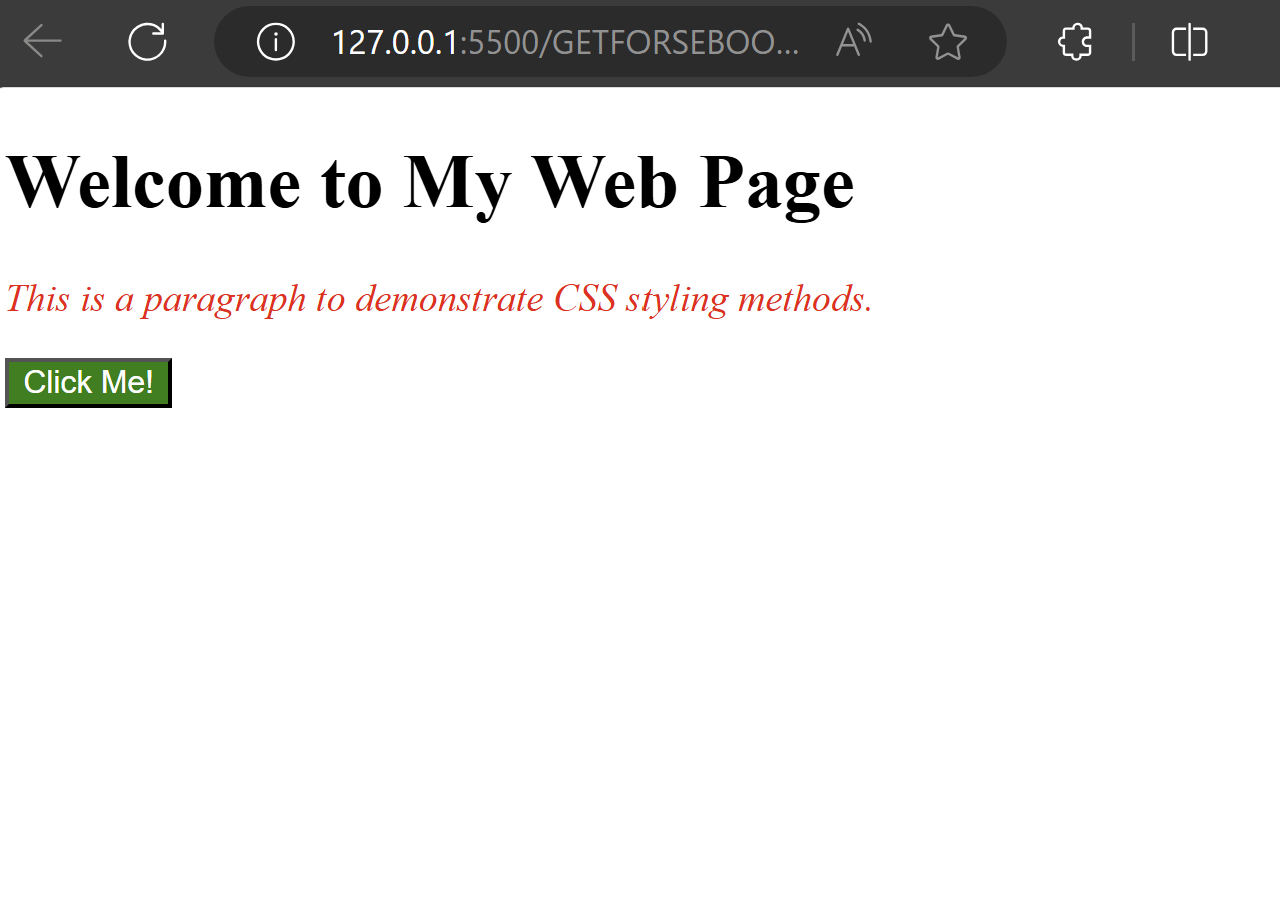 127.0.0.1:5500/GETFORSEBOO...
Welcome to My Web Page
This is a paragraph to demonstrate CSS styling methods.
Click Me!